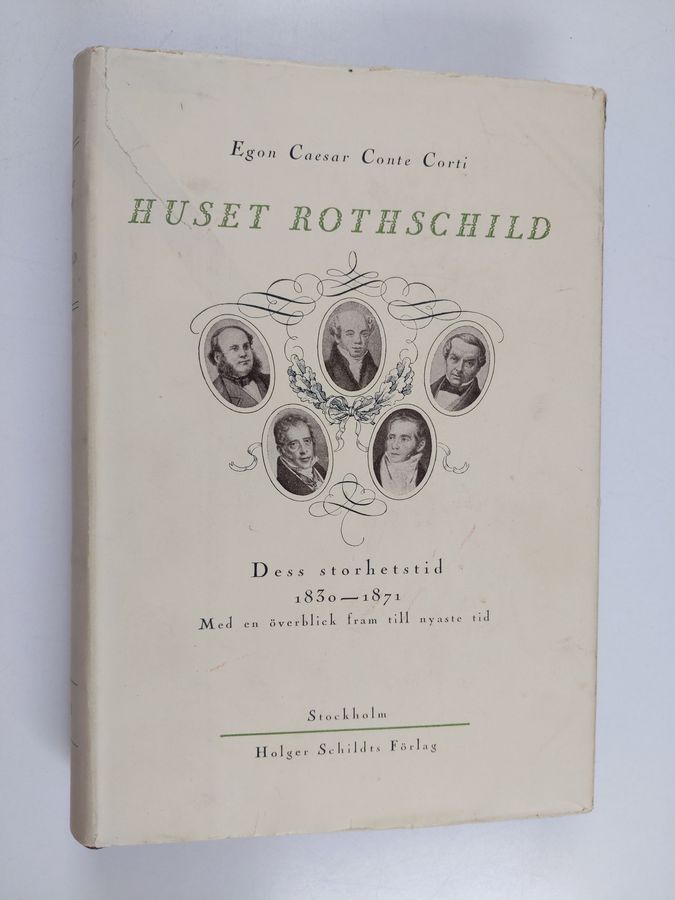 Egon Caesar Conte Corti
HUSET ROTHSCHILD
Dess storhetstid
1830—1871
Med en överblick fram till nyaste tid
Stockholm
Holger Schildts Förlag